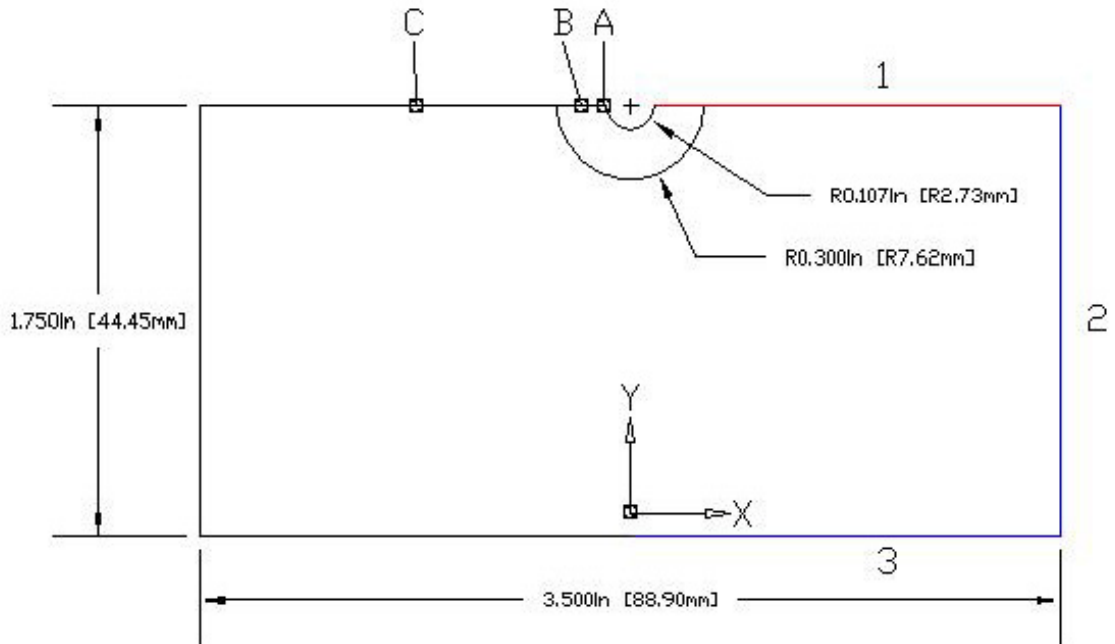 C B A
1
R0.107in [R2.73mm]
R0.300in [R7.62mm]
1.750in [44.45mm]
2
Y
X
3
3.500in [88.90mm]